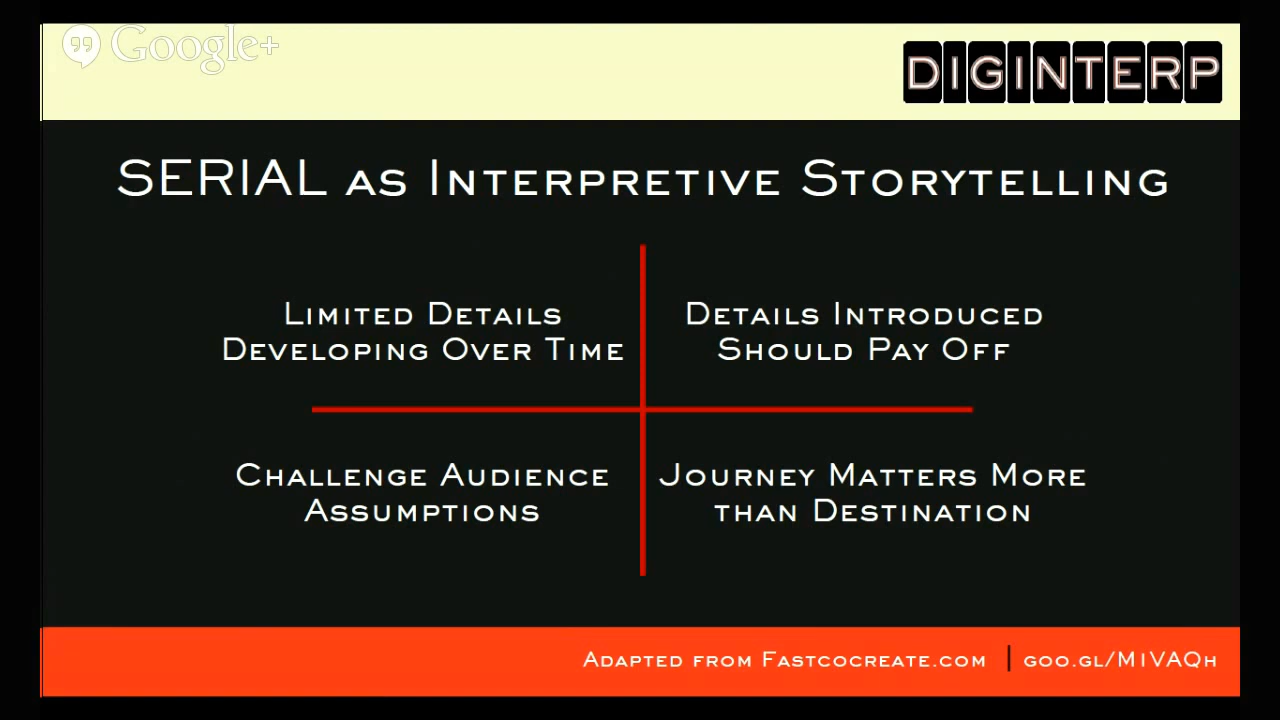 Google+
DIGINTERP
SERIAL as Interpretive Storytelling
Limited Details
Developing Over Time
Details Introduced
Should Pay Off
Challenge Audience
Assumptions
Journey Matters More
than Destination
Adapted from Fastcocreate.com | goo.gl/M1VAQh